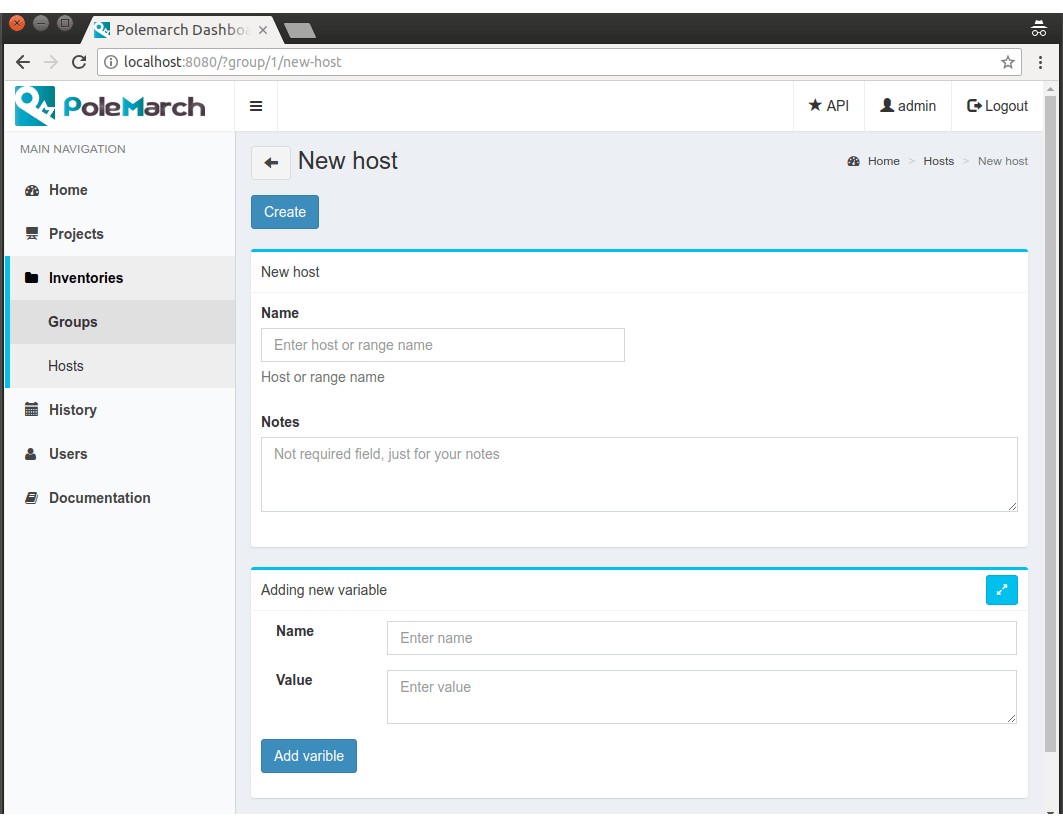 Polemarch Dashboa
localhost:8080/?group/1/new-host
PoleMarch
API
admin
Logout
MAIN NAVIGATION
Home
Projects
Inventories
Groups
Hosts
History
Users
Documentation
New host
Home > Hosts > New host
Create
New host
Name
Enter host or range name
Host or range name
Notes
Not required field, just for your notes
Adding new variable
Name
Enter name
Value
Enter value
Add varible